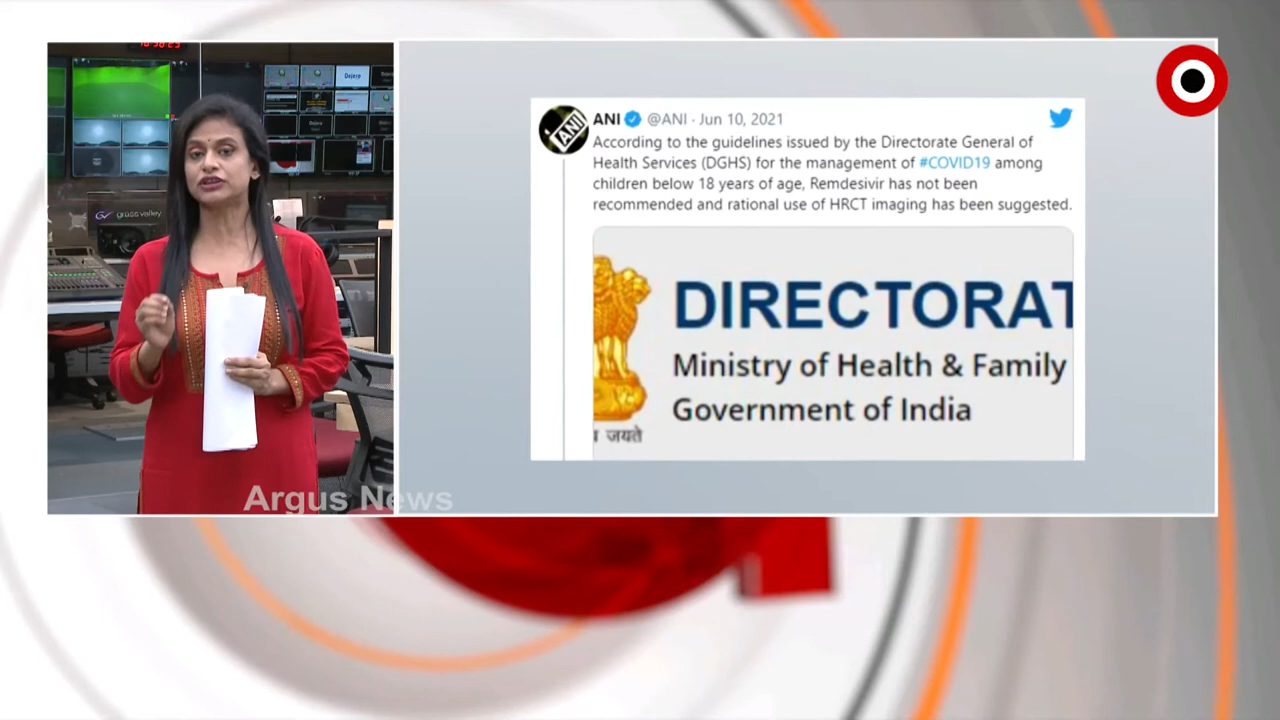 grass valley
Argus News
ANI @ANI · Jun 10, 2021
According to the guidelines issued by the Directorate General of
Health Services (DGHS) for the management of #COVID19 among
children below 18 years of age, Remdesivir has not been
recommended and rational use of HRCT imaging has been suggested.
ANI
DIRECTORAT
Ministry of Health & Family
Government of India
जयते